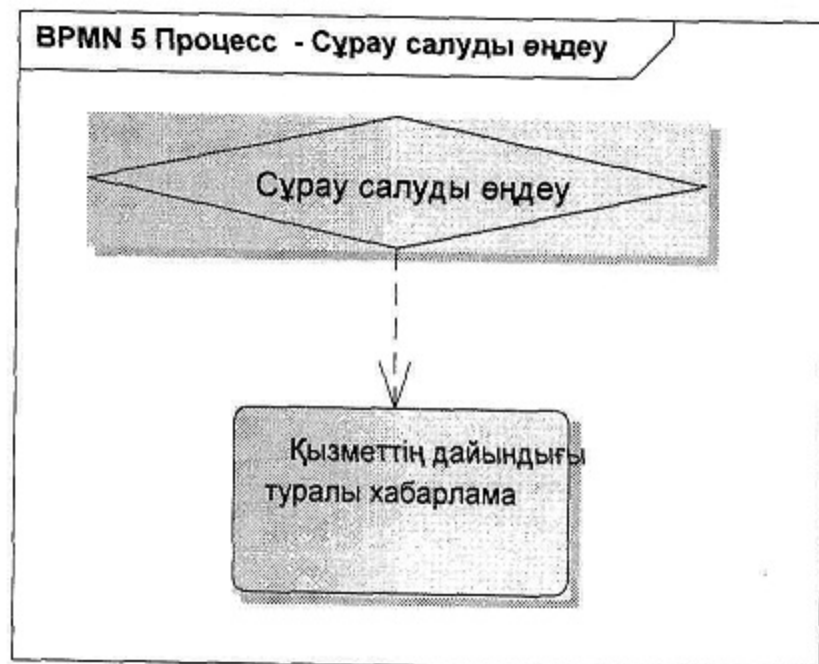 BPMN 5 Процесс - Сұрау салуды өңдеу
Сұрау салуды өңдеу
Қызметтің дайындығы
туралы хабарлама